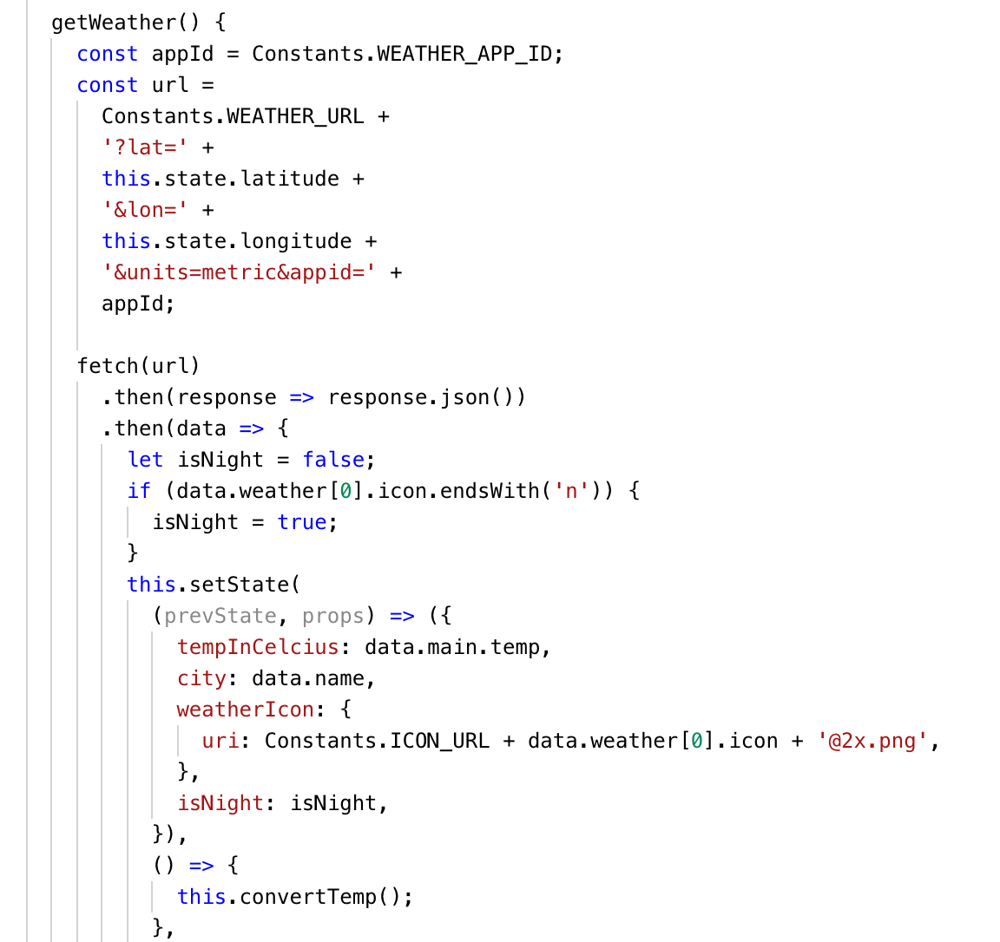 getWeather() {
const appId = Constants.WEATHER_APP_ID;
const url =
Constants.WEATHER_URL +
'?lat=' +
this.state.latitude +
'&lon=' +
this.state.longitude +
'&units=metric&appid=' +
appId;
fetch(url)
.then(response => response.json())
.then(data => {
let isNight = false;
if (data.weather[0].icon.endsWith('n')) {
isNight = true;
}
this.setState(
(prevState, props) => ({
tempInCelcius: data.main.temp,
city: data.name,
weatherIcon: {
uri: Constants.ICON_URL + data.weather[0].icon + '@2x.png',
},
isNight: isNight,
}),
() => {
this.convertTemp();
},